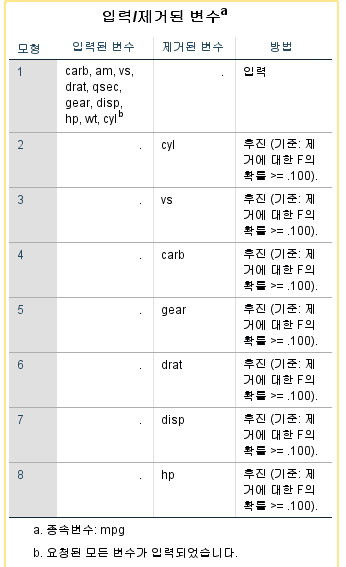 입력/제거된 변수a
모형 입력된 변수 제거된 변수 방법
1 carb, am, vs, . 입력
drat, qsec,
gear, disp,
hp, wt, cylb
2 . cyl 후진 (기준: 제
거에 대한 F의
확률 >= .100).
3 . vs 후진 (기준: 제
거에 대한 F의
확률 >= .100).
4 . carb 후진 (기준: 제
거에 대한 F의
확률 >= .100).
5 . gear 후진 (기준: 제
거에 대한 F의
확률 >= .100).
6 . drat 후진 (기준: 제
거에 대한 F의
확률 >= .100).
7 . disp 후진 (기준: 제
거에 대한 F의
확률 >= .100).
8 . hp 후진 (기준: 제
거에 대한 F의
확률 >= .100).
a. 종속변수: mpg
b. 요청된 모든 변수가 입력되었습니다.